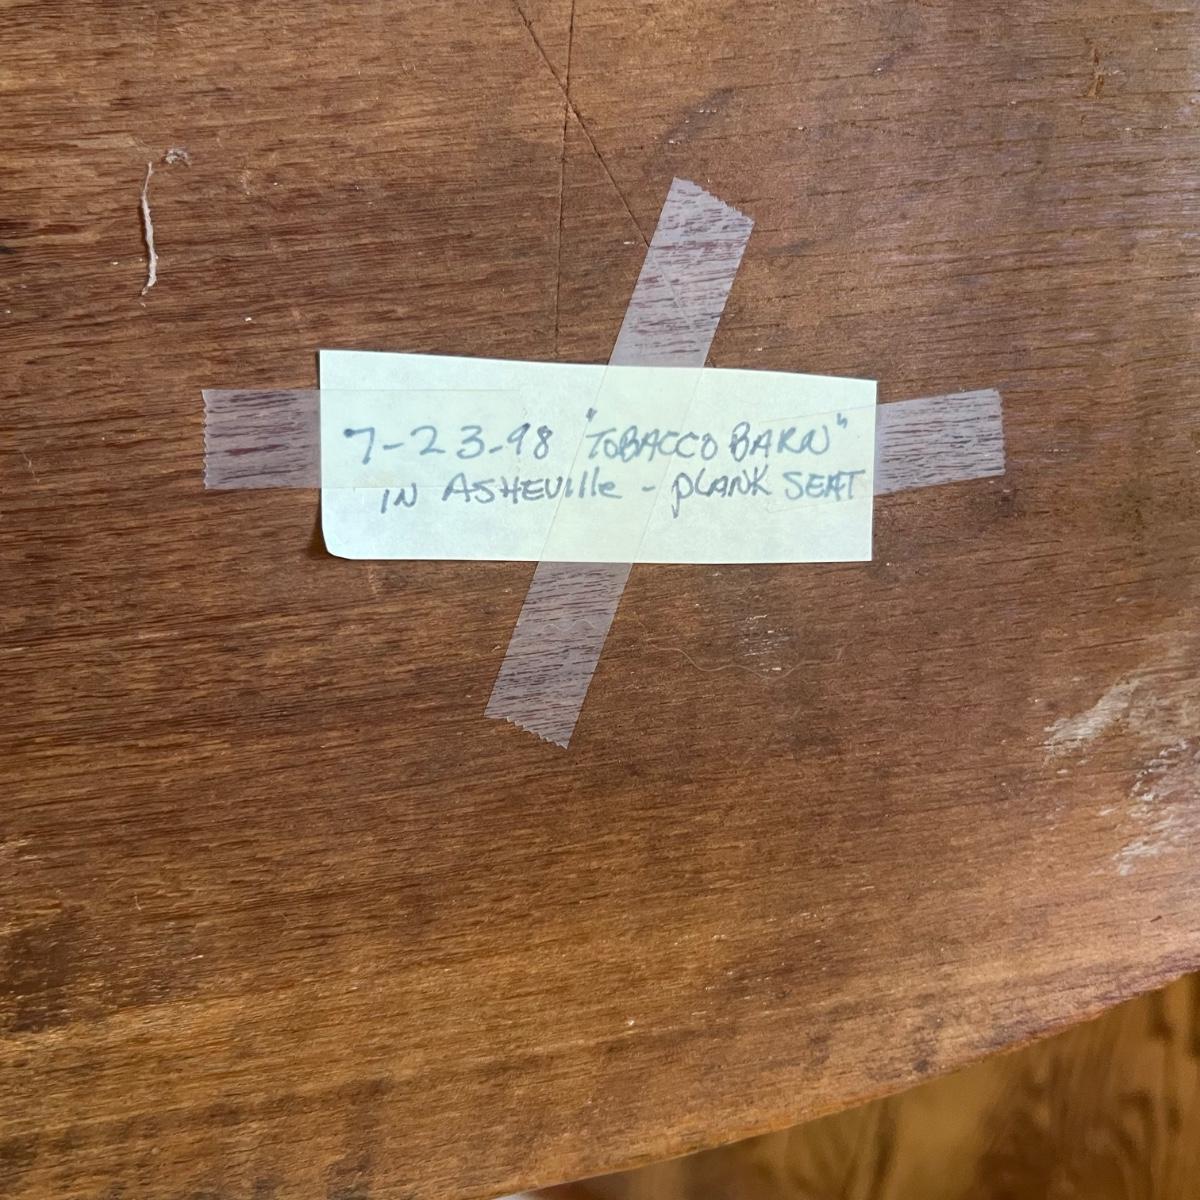 7-23-98 "TOBACCO BARN"
IN ASHEVille - PLANK SEAT